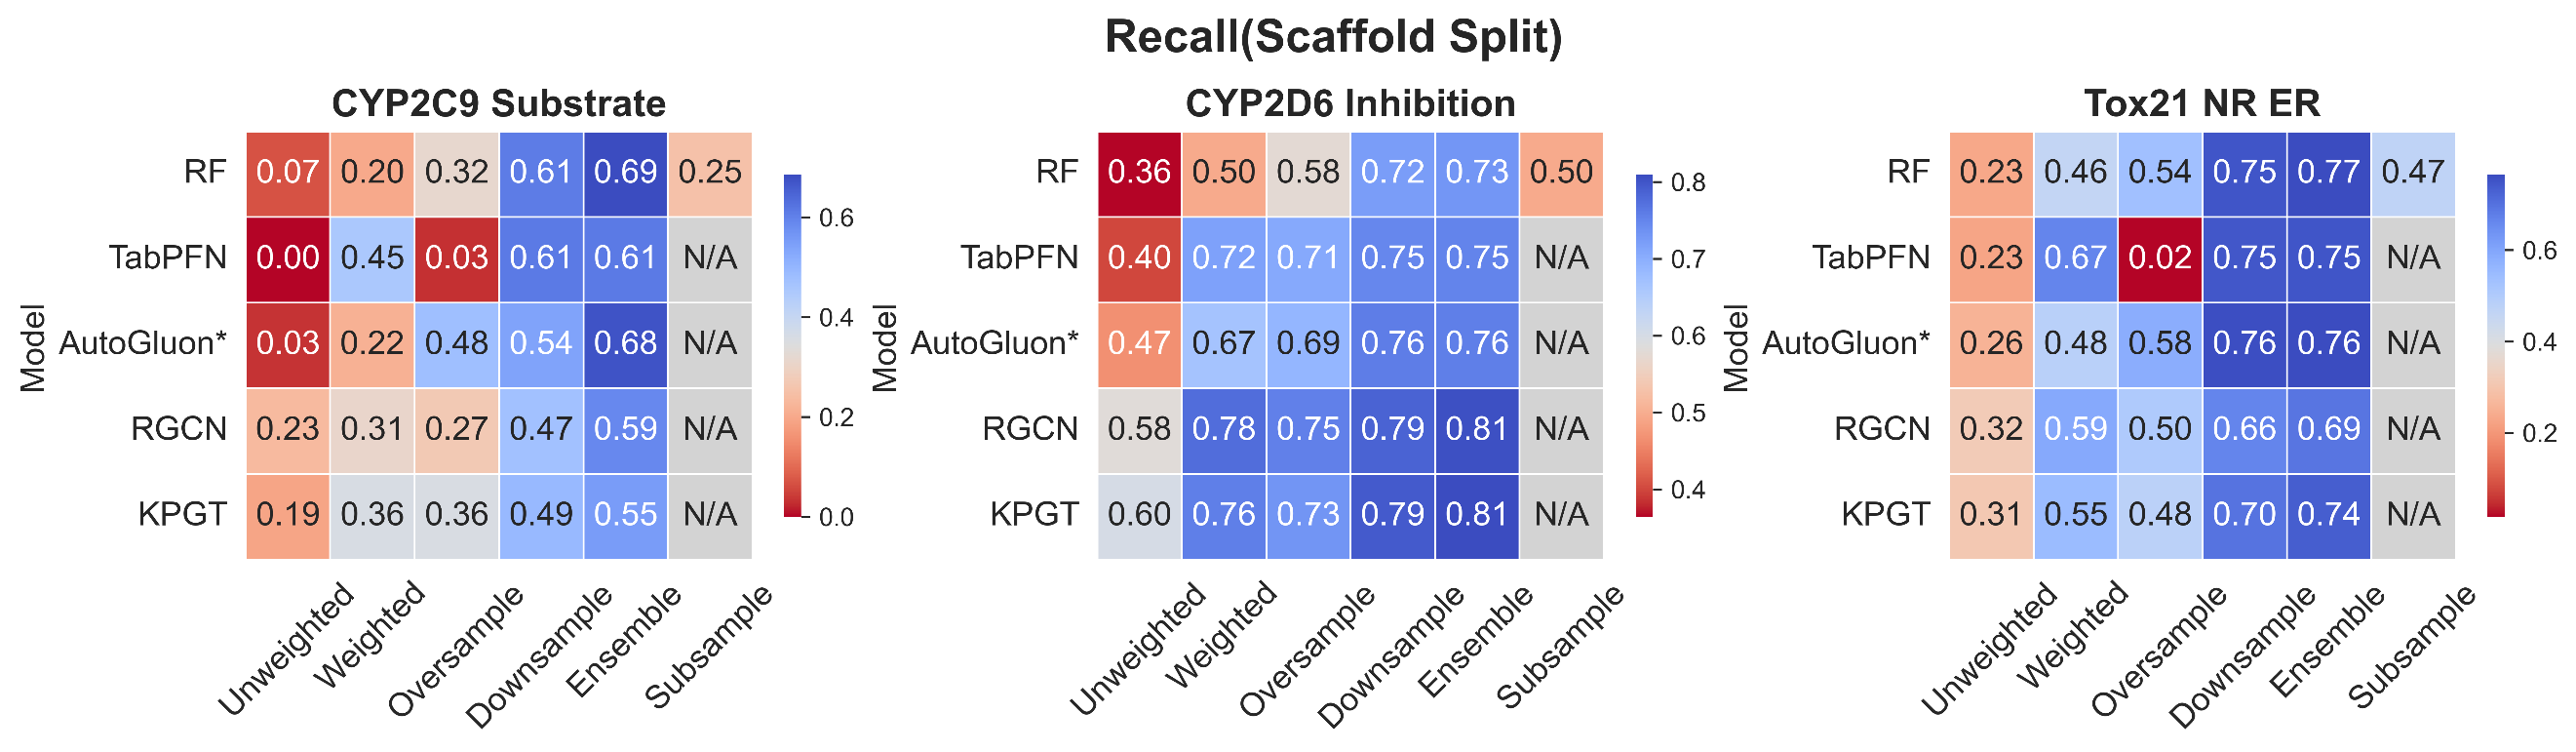 Recall(Scaffold Split)
CYP2C9 Substrate
Model
RF 0.07 0.20 0.32 0.61 0.69 0.25
TabPFN 0.00 0.45 0.03 0.61 0.61 N/A
AutoGluon* 0.03 0.22 0.48 0.54 0.68 N/A
RGCN 0.23 0.31 0.27 0.47 0.59 N/A
KPGT 0.19 0.36 0.36 0.49 0.55 N/A
Unweighted Weighted Oversample Downsample Ensemble Subsample
0.6
0.4
0.2
0.0
CYP2D6 Inhibition
Model
RF 0.36 0.50 0.58 0.72 0.73 0.50
TabPFN 0.40 0.72 0.71 0.75 0.75 N/A
AutoGluon* 0.47 0.67 0.69 0.76 0.76 N/A
RGCN 0.58 0.78 0.75 0.79 0.81 N/A
KPGT 0.60 0.76 0.73 0.79 0.81 N/A
Unweighted Weighted Oversample Downsample Ensemble Subsample
0.8
0.7
0.6
0.5
0.4
Tox21 NR ER
Model
RF 0.23 0.46 0.54 0.75 0.77 0.47
TabPFN 0.23 0.67 0.02 0.75 0.75 N/A
AutoGluon* 0.26 0.48 0.58 0.76 0.76 N/A
RGCN 0.32 0.59 0.50 0.66 0.69 N/A
KPGT 0.31 0.55 0.48 0.70 0.74 N/A
Unweighted Weighted Oversample Downsample Ensemble Subsample
0.6
0.4
0.2